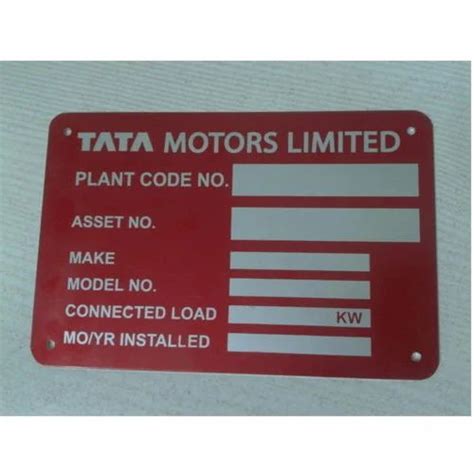 TATA MOTORS LIMITED
PLANT CODE NO.
ASSET NO.
MAKE
MODEL NO.
CONNECTED LOAD KW
MO/YR INSTALLED